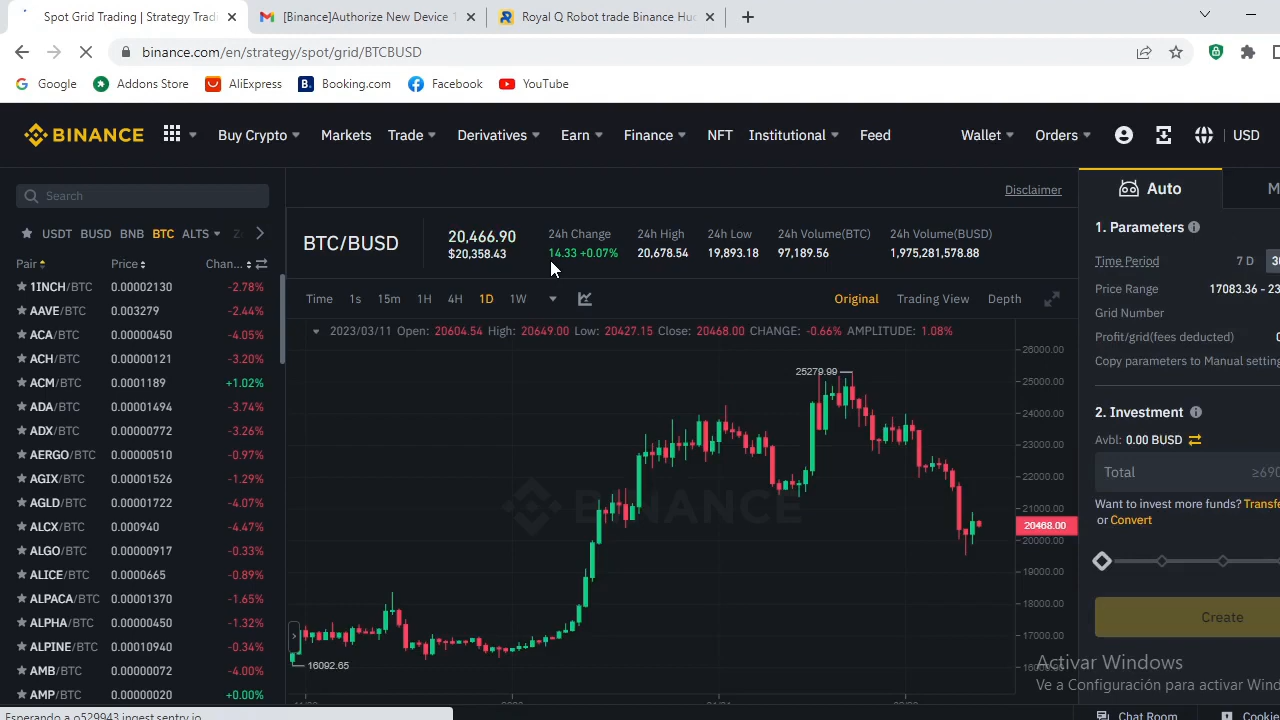 Spot Grid Trading | Strategy Tradi
[Binance]Authorize New Device
Royal Q Robot trade Binance Huo
binance.com/en/strategy/spot/grid/BTCBUSD
Google Addons Store AliExpress Booking.com Facebook YouTube
BINANCE Buy Crypto Markets Trade Derivatives Earn Finance NFT Institutional Feed Wallet Orders USD
Search
USDT BUSD BNB BTC ALTS
Pair Price Chan...
1INCH/BTC 0.00002130 -2.78%
AAVE/BTC 0.003279 -2.44%
ACA/BTC 0.00000450 -4.05%
ACH/BTC 0.00000121 -3.20%
ACM/BTC 0.0001189 +1.02%
ADA/BTC 0.00001494 -3.74%
ADX/BTC 0.00000772 -3.26%
AERGO/BTC 0.00000510 -0.97%
AGIX/BTC 0.00001526 -1.29%
AGLD/BTC 0.00001722 -4.07%
ALCX/BTC 0.000940 -4.47%
ALGO/BTC 0.00000917 -0.33%
ALICE/BTC 0.0000665 -0.89%
ALPACA/BTC 0.00001370 -1.65%
ALPHA/BTC 0.00000450 -1.32%
ALPINE/BTC 0.00010940 -0.34%
AMB/BTC 0.00000072 -4.00%
AMP/BTC 0.00000020 +0.00%
Esperando a o529943.ingest.sentry.io
Disclaimer
BTC/BUSD
20,466.90
$20,358.43
24h Change
14.33 +0.07%
24h High
20,678.54
24h Low
19,893.18
24h Volume(BTC)
97,189.56
24h Volume(BUSD)
1,975,281,578.88
Time 1s 15m 1H 4H 1D 1W Original Trading View Depth
2023/03/11 Open: 20604.54 High: 20649.00 Low: 20427.15 Close: 20468.00 CHANGE: -0.66% AMPLITUDE: 1.08%
26000.00
25279.99
25000.00
24000.00
23000.00
22000.00
BINANCE
21000.00
20468.00
20000.00
19000.00
18000.00
17000.00
16092.65
Auto
1. Parameters
Time Period 7 D
Price Range 17083.36 - 23
Grid Number
Profit/grid(fees deducted)
Copy parameters to Manual setting
2. Investment
Avbl: 0.00 BUSD
Total ≥690
Want to invest more funds? Transfe
or Convert
Create
Activar Windows
Ve a Configuración para activar Wind
Chat Room Cookie